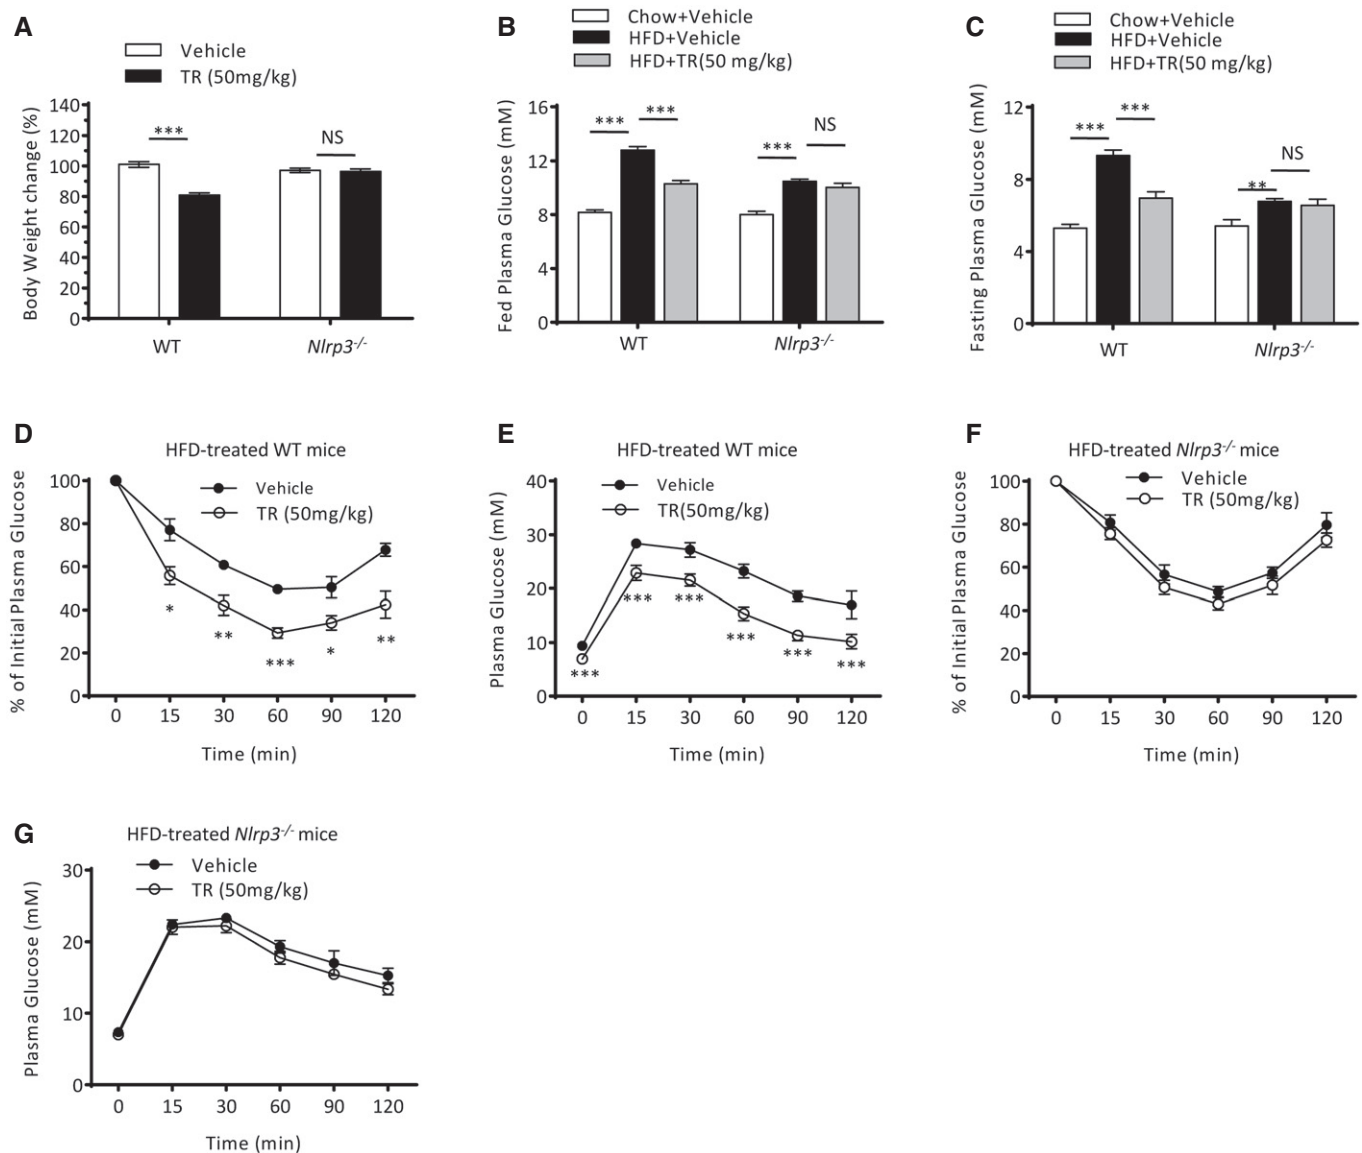 A
Vehicle
TR (50mg/kg)
Body Weight change (%)
140
120
100
80
60
40
20
0
***
NS
WT
Nlrp3-/-
B
Chow+Vehicle
HFD+Vehicle
HFD+TR(50 mg/kg)
Fed Plasma Glucose (mM)
16
12
8
4
0
***
***
***
NS
WT
Nlrp3-/-
C
Chow+Vehicle
HFD+Vehicle
HFD+TR(50 mg/kg)
Fasting Plasma Glucose (mM)
12
8
4
0
***
***
**
NS
WT
Nlrp3-/-
D
HFD-treated WT mice
Vehicle
TR (50mg/kg)
% of Initial Plasma Glucose
100
80
60
40
20
0
*
**
***
*
**
0 15 30 60 90 120
Time (min)
E
HFD-treated WT mice
Vehicle
TR(50mg/kg)
Plasma Glucose (mM)
40
30
20
10
0
***
***
***
***
***
***
0 15 30 60 90 120
Time (min)
F
HFD-treated Nlrp3-/- mice
Vehicle
TR (50mg/kg)
% of Initial Plasma Glucose
100
80
60
40
20
0
0 15 30 60 90 120
Time (min)
G
HFD-treated Nlrp3-/- mice
Vehicle
TR (50mg/kg)
Plasma Glucose (mM)
30
20
10
0
0 15 30 60 90 120
Time (min)